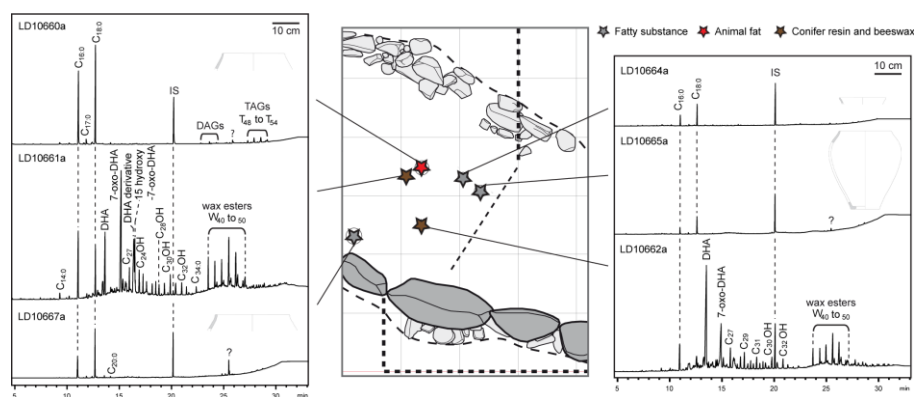 LD10660a
C16:0
C17:0
C18:0
IS
DAGs
?
TAGs
T48 to T54
10 cm
LD10661a
C14:0
DHA
7-oxo-DHA
C27
DHA derivative
15 hydroxy
-7-oxo-DHA
C24OH
C28OH
C30OH
C32OH
C34:0
wax esters
W40 to 50
LD10667a
C20:0
?
5 10 15 20 25 30 min
Fatty substance
Animal fat
Conifer resin and beeswax
LD10664a
C16:0
C18:0
IS
10 cm
LD10665a
?
LD10662a
DHA
7-oxo-DHA
C27
C29
C31
C30 OH
C32 OH
wax esters
W40 to 50
5 10 15 20 25 30 min